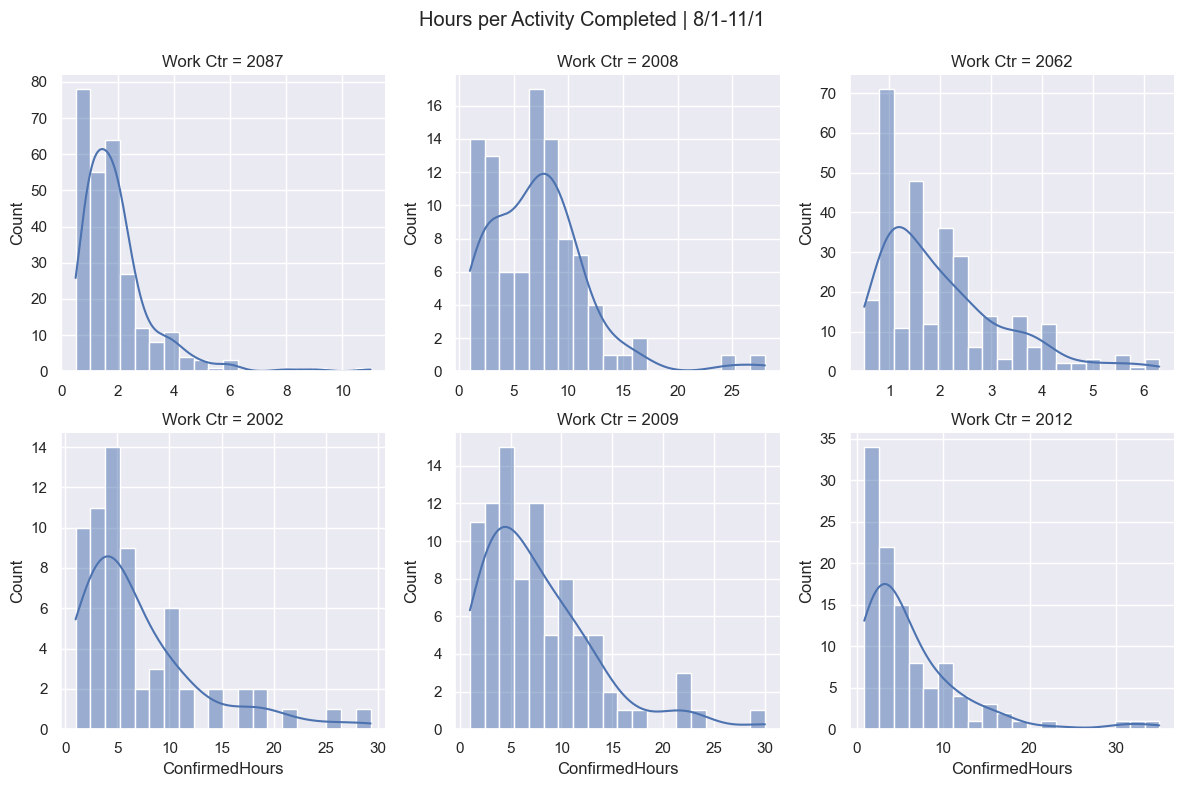 Hours per Activity Completed | 8/1-11/1
Work Ctr = 2087
80
70
60
50
40
30
20
10
0
Count
0 2 4 6 8 10
Work Ctr = 2008
16
14
12
10
8
6
4
2
0
Count
0 5 10 15 20 25
Work Ctr = 2062
70
60
50
40
30
20
10
0
Count
1 2 3 4 5 6
Work Ctr = 2002
14
12
10
8
6
4
2
0
Count
0 5 10 15 20 25 30
ConfirmedHours
Work Ctr = 2009
14
12
10
8
6
4
2
0
Count
0 5 10 15 20 25 30
ConfirmedHours
Work Ctr = 2012
35
30
25
20
15
10
5
0
Count
0 10 20 30
ConfirmedHours